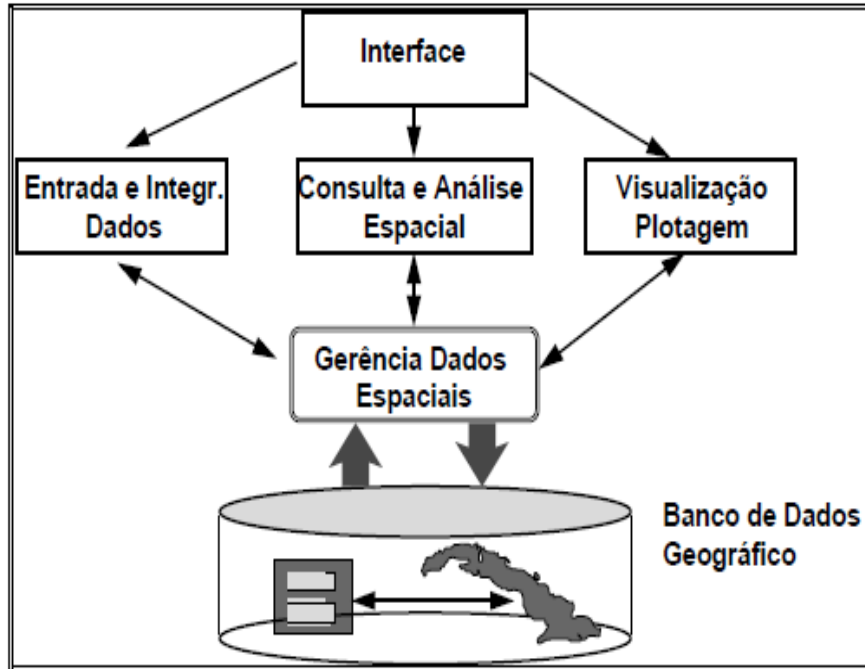 Interface
Entrada e Integr.
Dados
Consulta e Análise
Espacial
Visualização
Plotagem
Gerência Dados
Espaciais
Banco de Dados
Geográfico